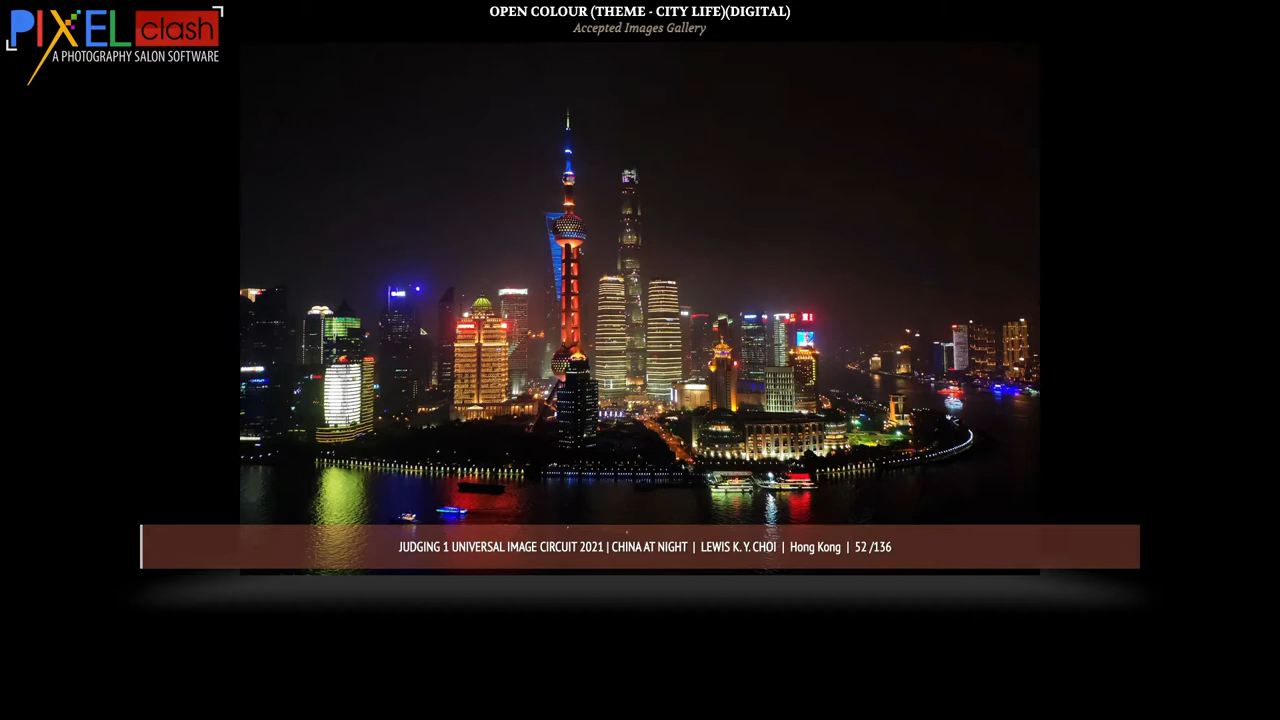 OPEN COLOUR (THEME - CITY LIFE)(DIGITAL)
Accepted Images Gallery
PIXEL clash
A PHOTOGRAPHY SALON SOFTWARE
JUDGING 1 UNIVERSAL IMAGE CIRCUIT 2021 | CHINA AT NIGHT | LEWIS K. Y. CHOI | Hong Kong | 52 /136